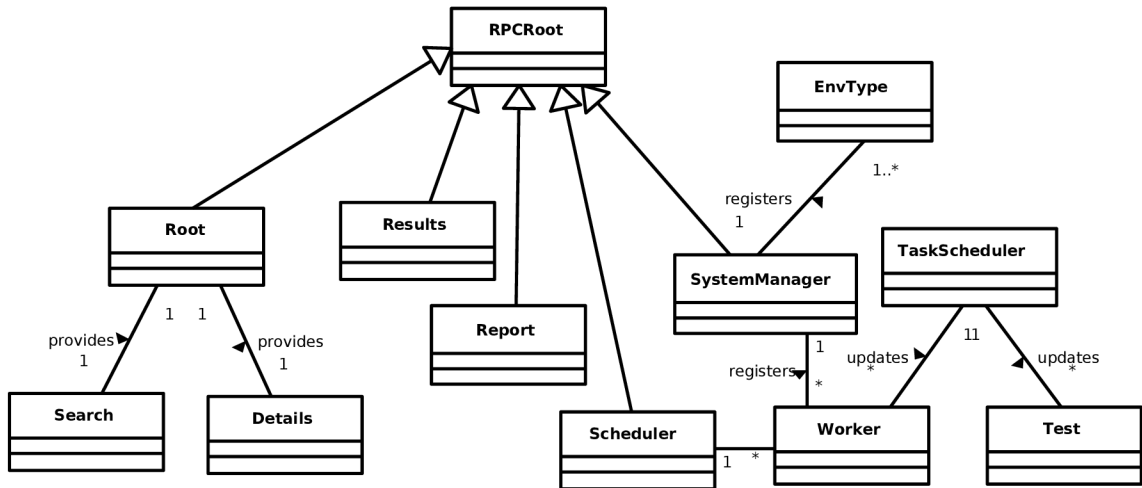 RPCRoot
EnvType
1..*
registers
1
Root
Results
TaskScheduler
SystemManager
1 1
provides
1
provides
1
Report
1
11
registers
*
updates
*
updates
*
Search
Details
Scheduler
1 *
Worker
Test